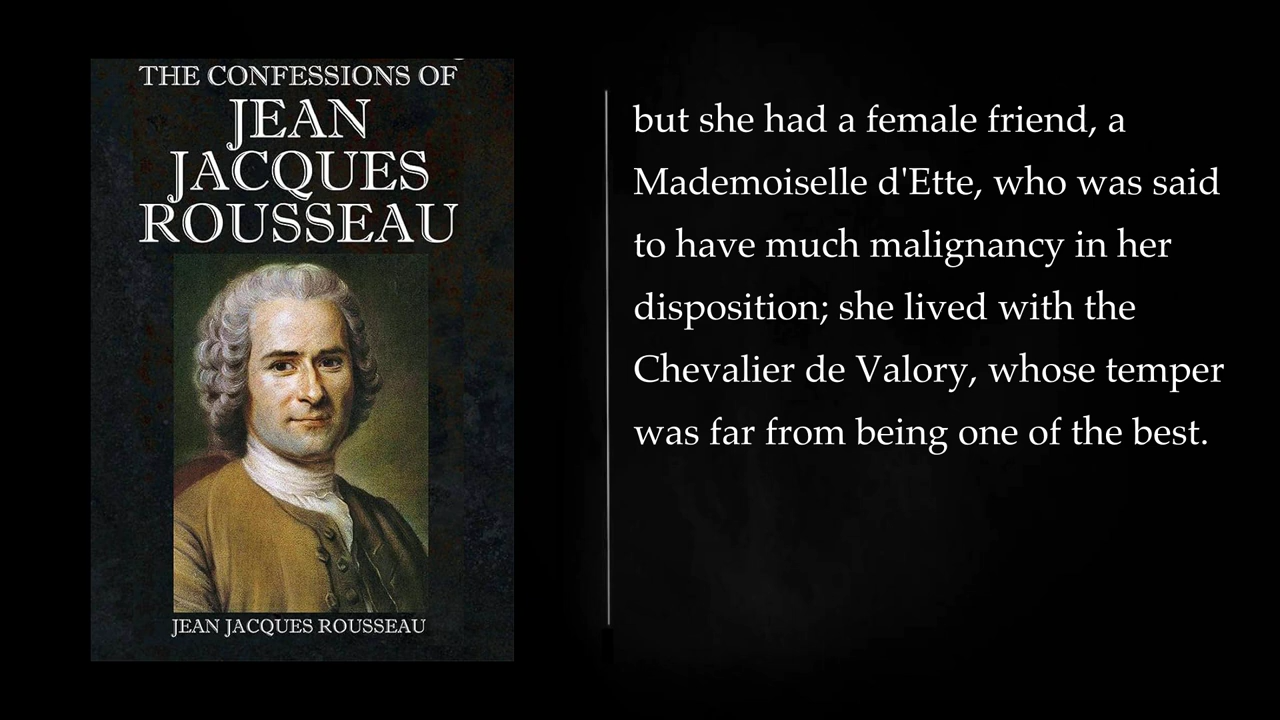 THE CONFESSIONS OF
JEAN
JACQUES
ROUSSEAU
JEAN JACQUES ROUSSEAU
but she had a female friend, a
Mademoiselle d'Ette, who was said
to have much malignancy in her
disposition; she lived with the
Chevalier de Valory, whose temper
was far from being one of the best.